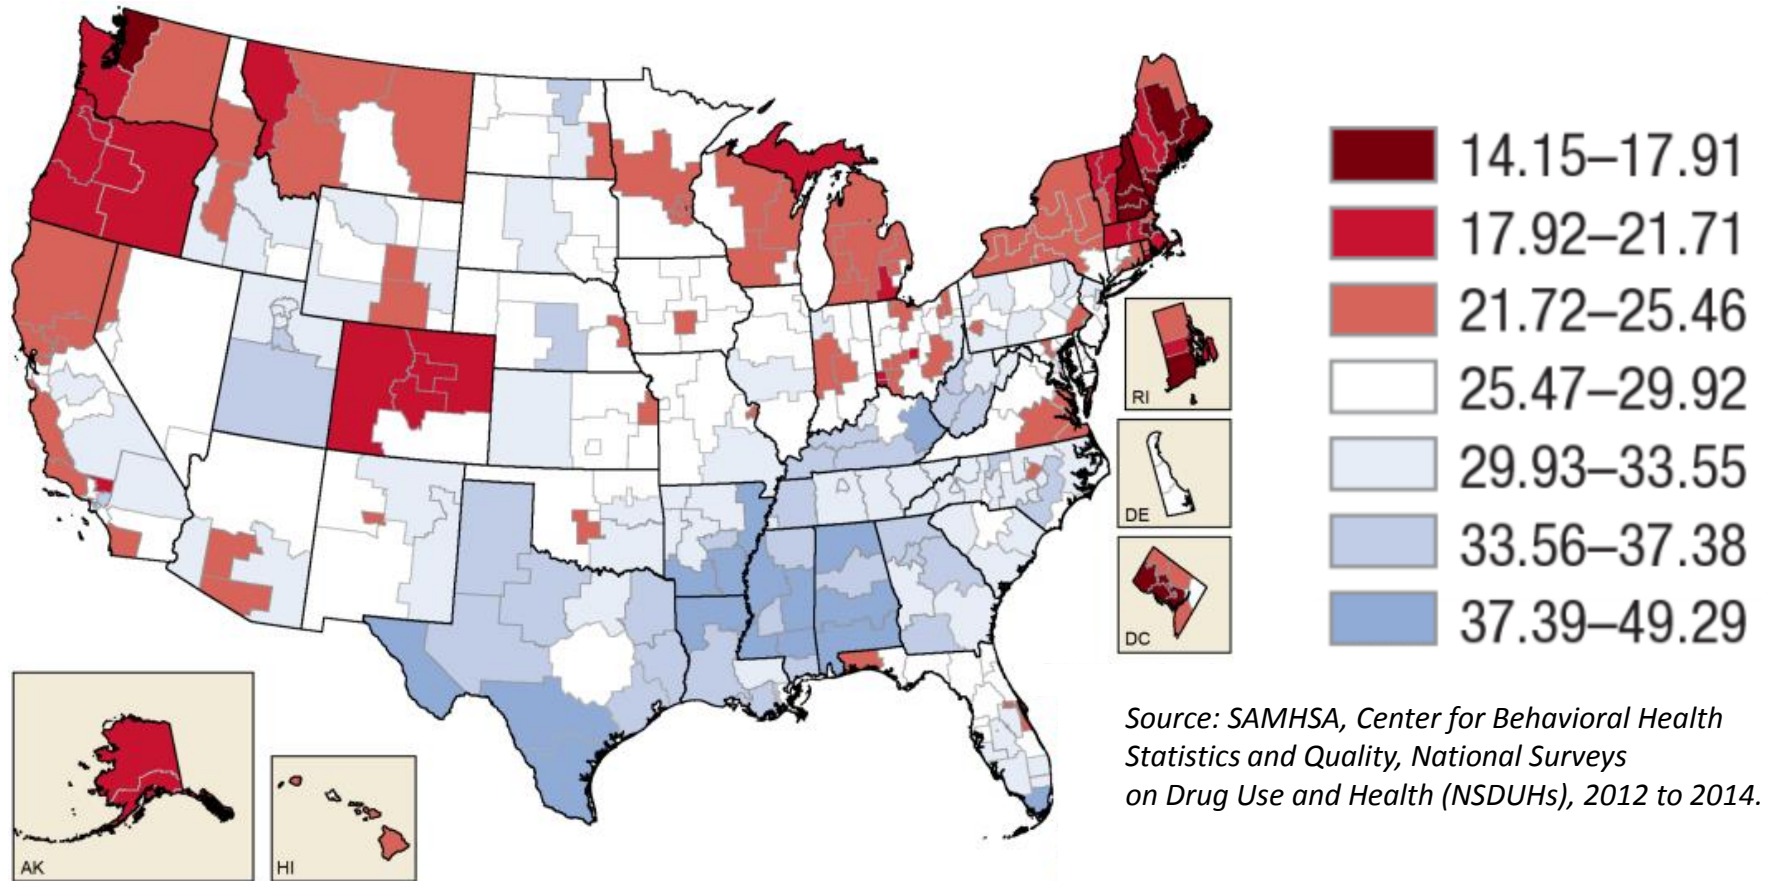 14.15–17.91
17.92–21.71
21.72–25.46
25.47–29.92
29.93–33.55
33.56–37.38
37.39–49.29
RI
DE
DC
AK
HI
Source: SAMHSA, Center for Behavioral Health
Statistics and Quality, National Surveys
on Drug Use and Health (NSDUHs), 2012 to 2014.